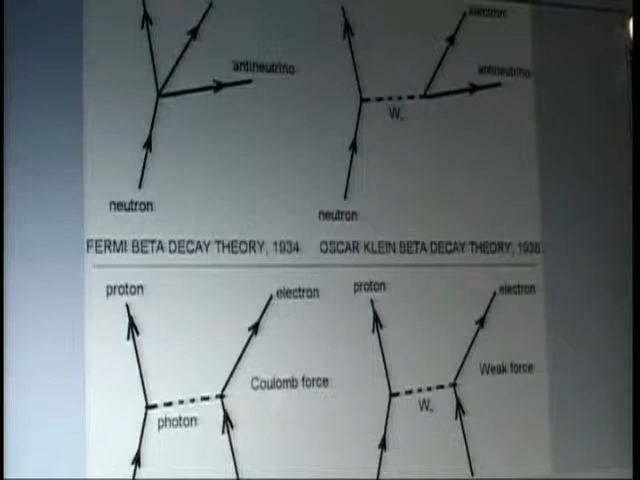 electron
antineutrino
antineutrino
neutron
neutron
FERMI BETA DECAY THEORY, 1934
OSCAR KLEIN BETA DECAY THEORY, 1938
proton
electron
proton
electron
Coulomb force
Weak force
photon